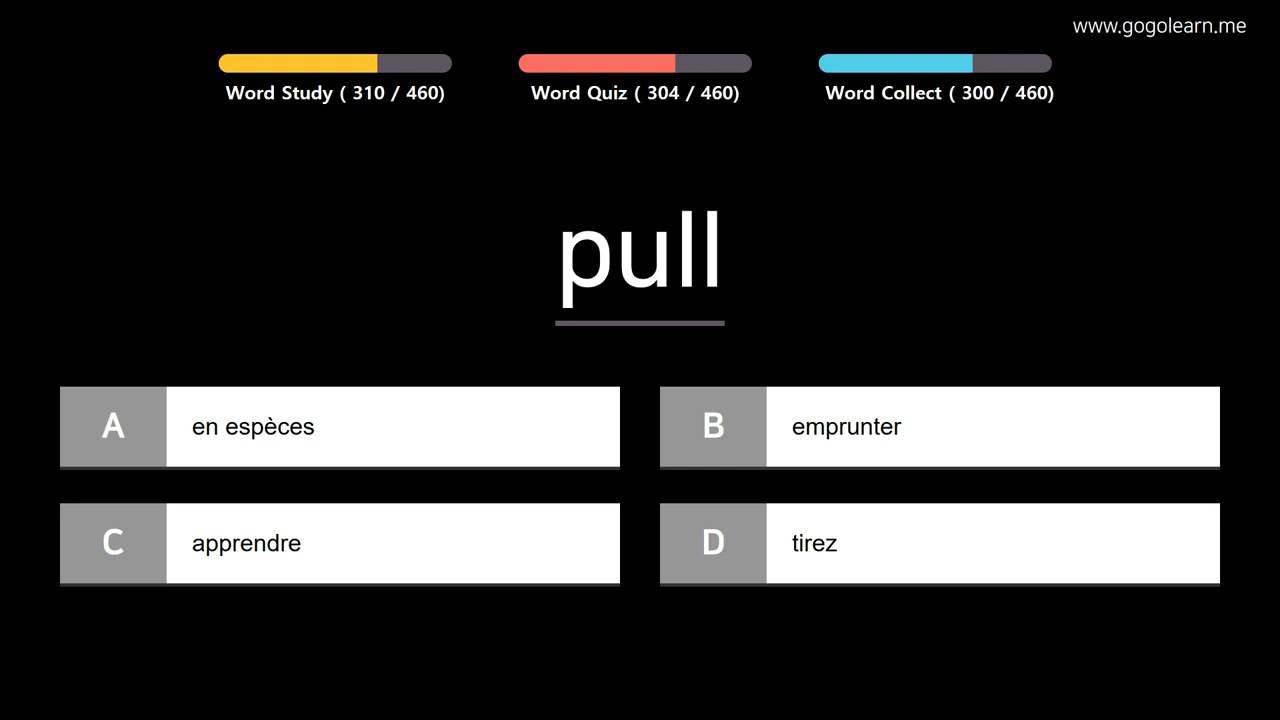 www.gogolearn.me
Word Study ( 310 / 460)
Word Quiz ( 304 / 460)
Word Collect ( 300 / 460)
pull
A en espèces
B emprunter
C apprendre
D tirez